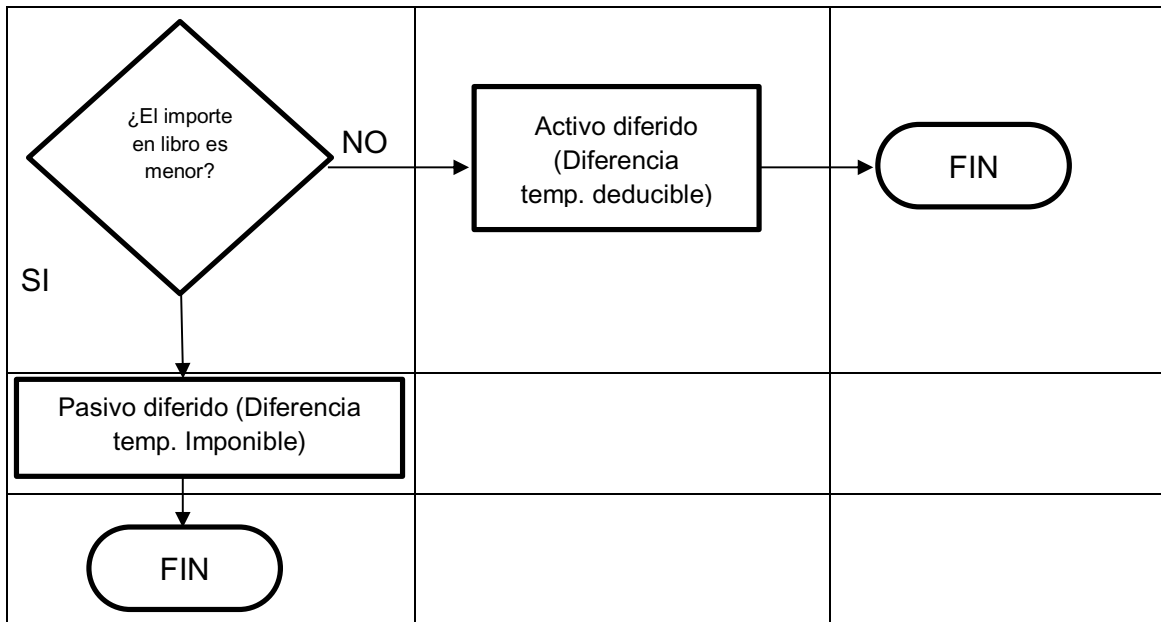 ¿El importe
en libro es
menor?
NO
Activo diferido
(Diferencia
temp. deducible)
FIN
SI
Pasivo diferido (Diferencia
temp. Imponible)
FIN